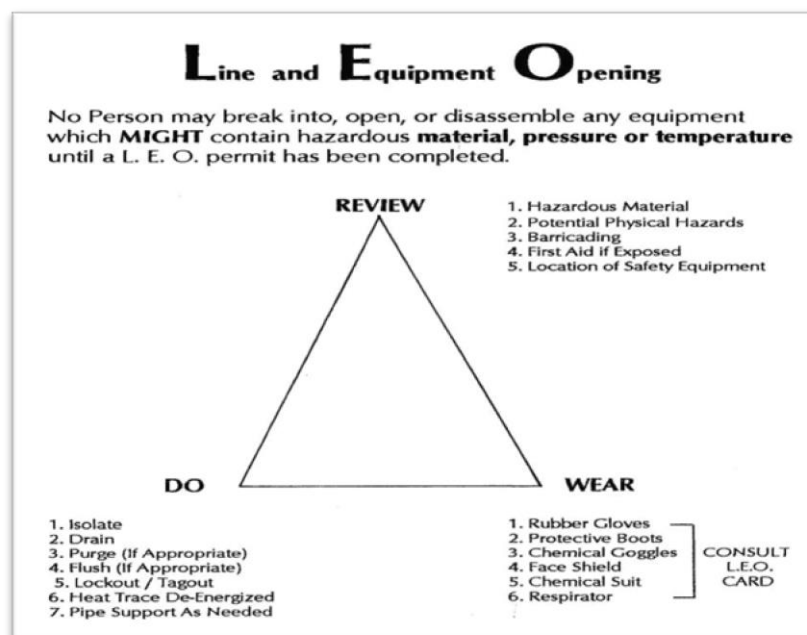 Line and Equipment Opening
No Person may break into, open, or disassemble any equipment
which MIGHT contain hazardous material, pressure or temperature
until a L. E. O. permit has been completed.
REVIEW
1. Hazardous Material
2. Potential Physical Hazards
3. Barricading
4. First Aid if Exposed
5. Location of Safety Equipment
DO
1. Isolate
2. Drain
3. Purge (If Appropriate)
4. Flush (If Appropriate)
5. Lockout / Tagout
6. Heat Trace De-Energized
7. Pipe Support As Needed
WEAR
1. Rubber Gloves
2. Protective Boots
3. Chemical Goggles
4. Face Shield
5. Chemical Suit
6. Respirator
CONSULT
L.E.O.
CARD